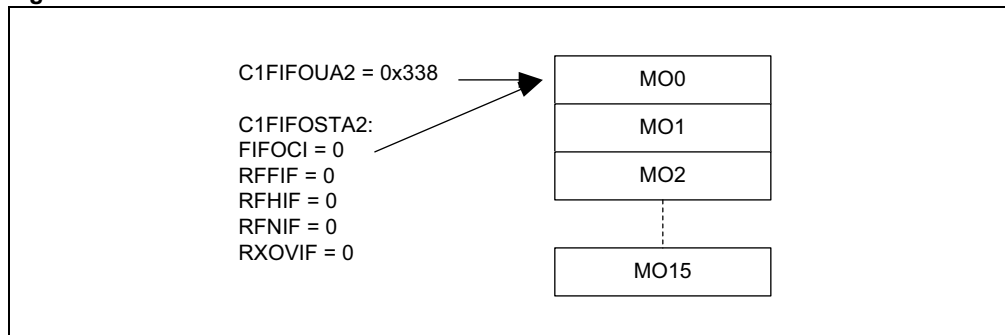 C1FIFOUA2 = 0x338
C1FIFOSTA2:
FIFOCI = 0
RFFIF = 0
RFHIF = 0
RFNIF = 0
RXOVIF = 0
MO0
MO1
MO2
MO15